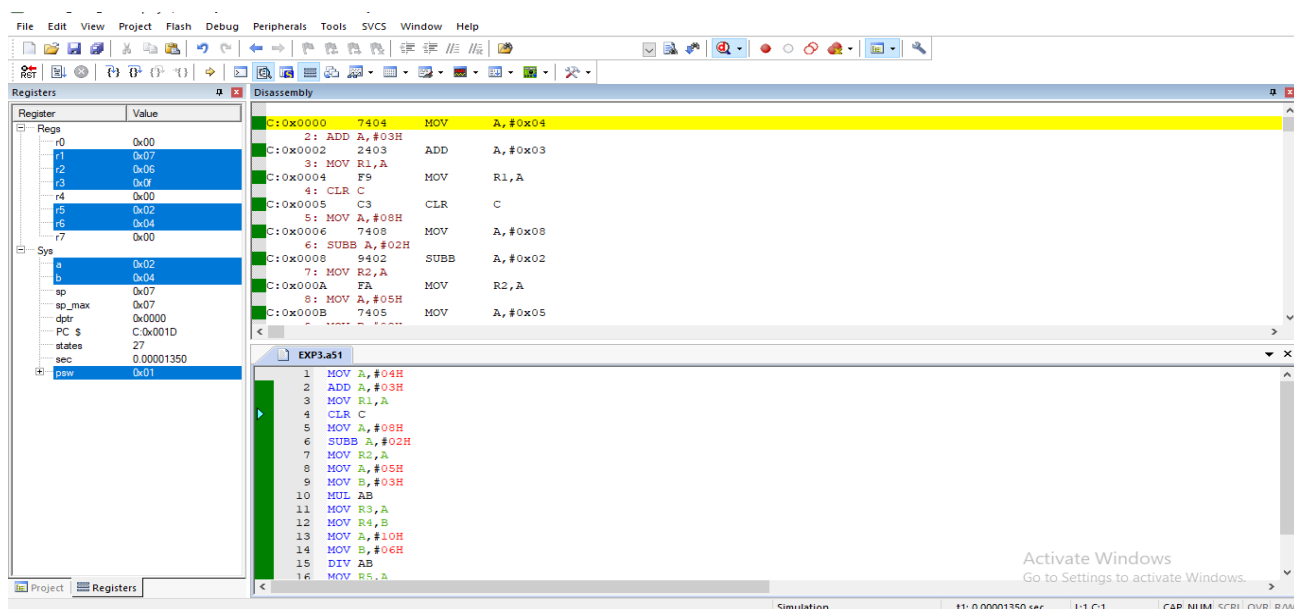 File Edit View Project Flash Debug Peripherals Tools SVCS Window Help
RST
Registers
Register Value
Regs
r0 0x00
r1 0x07
r2 0x06
r3 0x0f
r4 0x00
r5 0x02
r6 0x04
r7 0x00
Sys
a 0x02
b 0x04
sp 0x07
sp_max 0x07
dptr 0x0000
PC $ C:0x001D
states 27
sec 0.00001350
psw 0x01
Project Registers
Disassembly
C:0x0000 7404 MOV A,#0x04
2: ADD A,#03H
C:0x0002 2403 ADD A,#0x03
3: MOV R1,A
C:0x0004 F9 MOV R1,A
4: CLR C
C:0x0005 C3 CLR C
5: MOV A,#08H
C:0x0006 7408 MOV A,#0x08
6: SUBB A,#02H
C:0x0008 9402 SUBB A,#0x02
7: MOV R2,A
C:0x000A FA MOV R2,A
8: MOV A,#05H
C:0x000B 7405 MOV A,#0x05
EXP3.a51
1 MOV A,#04H
2 ADD A,#03H
3 MOV R1,A
4 CLR C
5 MOV A,#08H
6 SUBB A,#02H
7 MOV R2,A
8 MOV A,#05H
9 MOV B,#03H
10 MUL AB
11 MOV R3,A
12 MOV R4,B
13 MOV A,#10H
14 MOV B,#06H
15 DIV AB
16 MOV R5,A
Activate Windows
Go to Settings to activate Windows.
Simulation t1: 0.00001350 sec L:1 C:1 CAP NUM SCRL OVR R/W